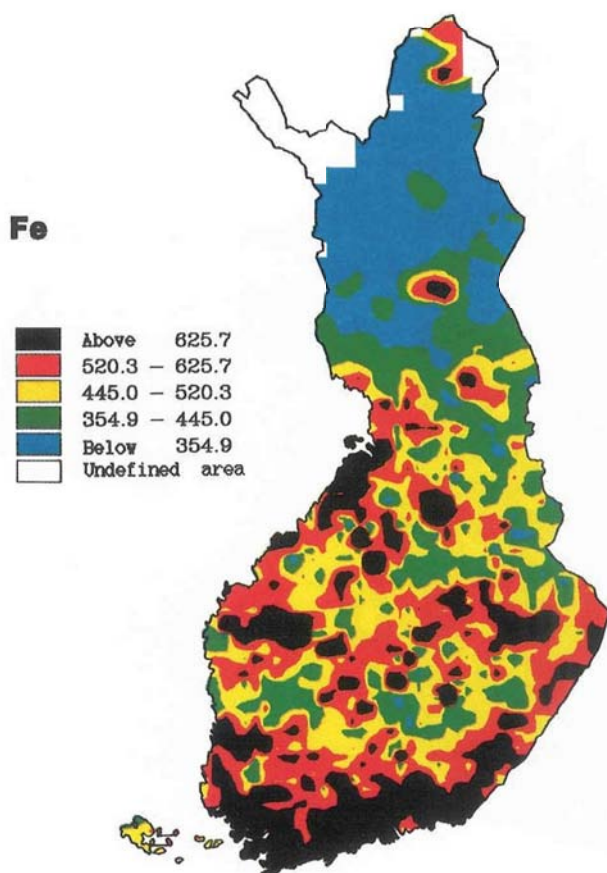 Fe
Above 625.7
520.3 – 625.7
445.0 – 520.3
354.9 – 445.0
Below 354.9
Undefined area